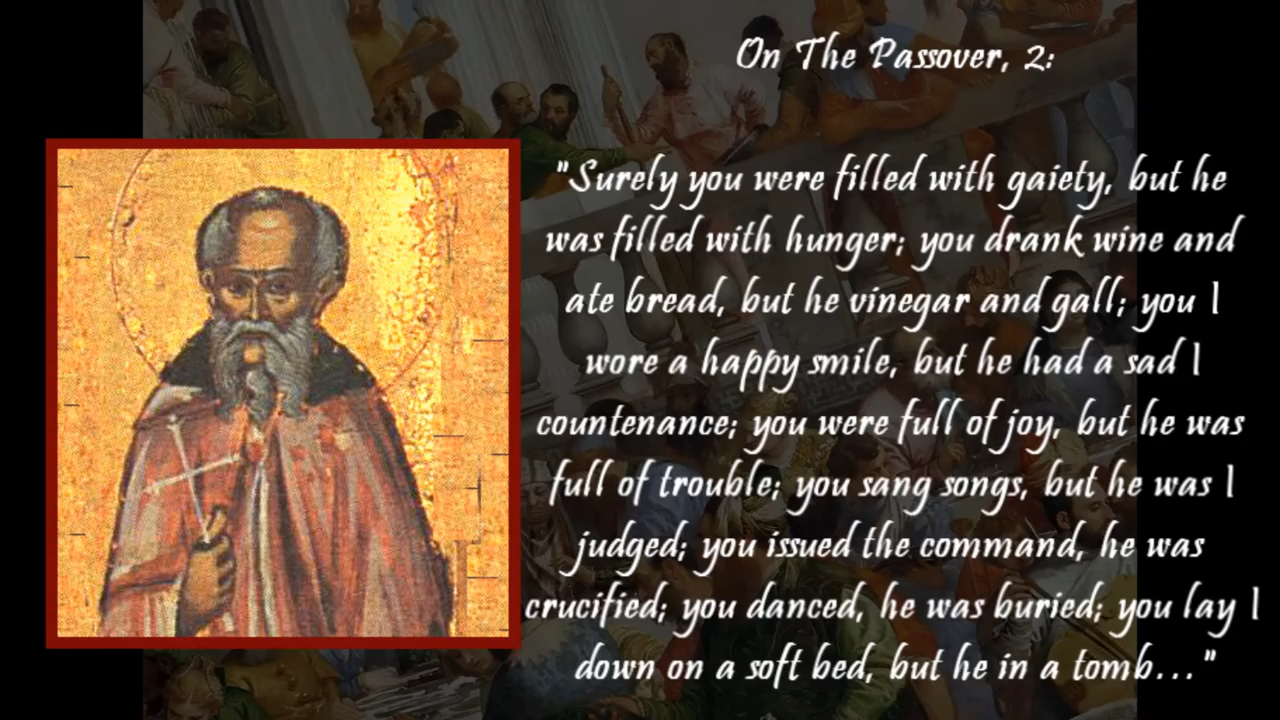 On The Passover, 2:
"Surely you were filled with gaiety, but he
was filled with hunger; you drank wine and
ate bread, but he vinegar and gall; you |
wore a happy smile, but he had a sad |
countenance; you were full of joy, but he was
full of trouble; you sang songs, but he was |
judged; you issued the command, he was
crucified; you danced, he was buried; you lay |
down on a soft bed, but he in a tomb..."